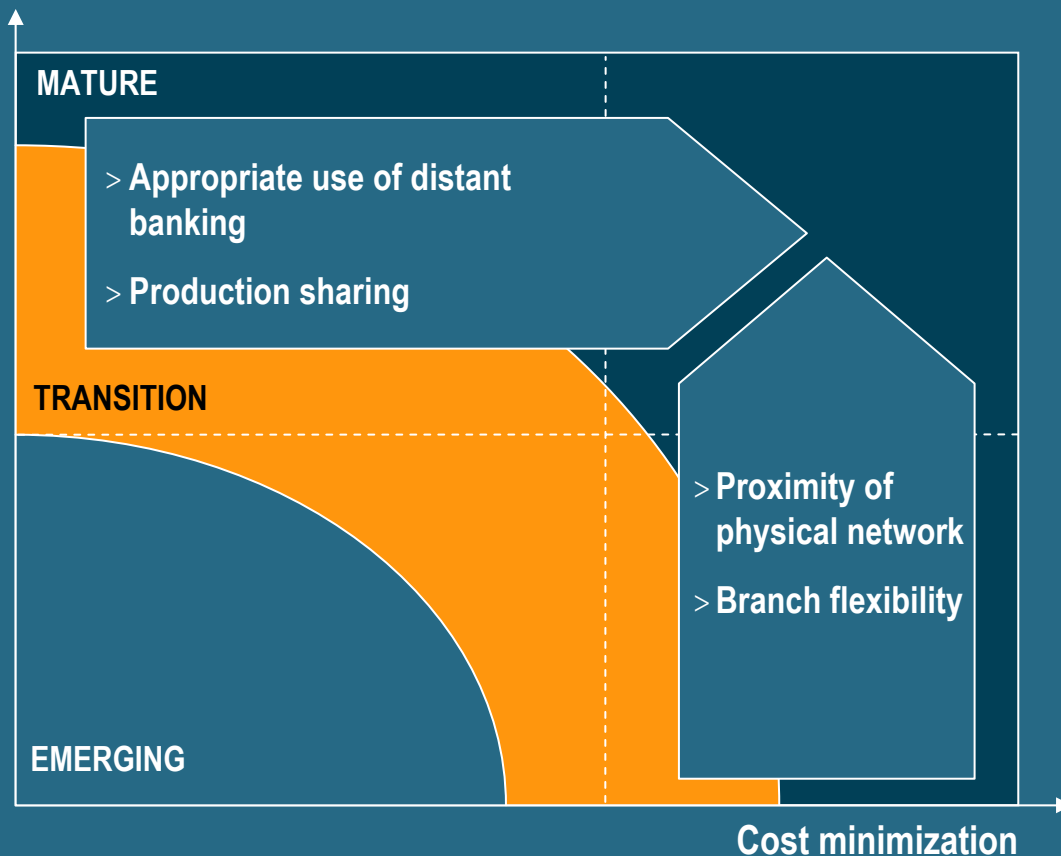 MATURE
> Appropriate use of distant
banking
> Production sharing
TRANSITION
> Proximity of
physical network
> Branch flexibility
EMERGING
Cost minimization